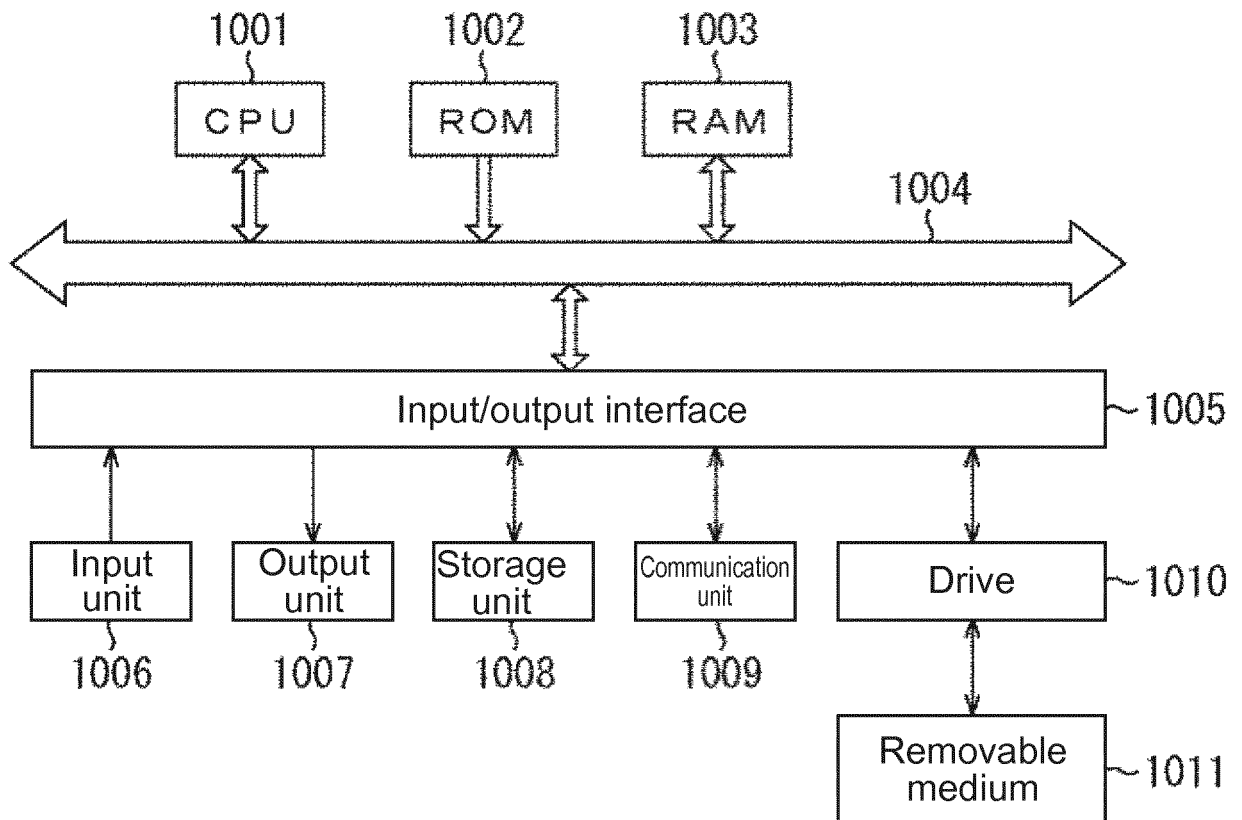 1001 1002 1003
CPU ROM RAM
1004
Input/output interface 1005
Input unit
Output unit
Storage unit
Communication unit
Drive 1010
1006 1007 1008 1009
Removable medium 1011